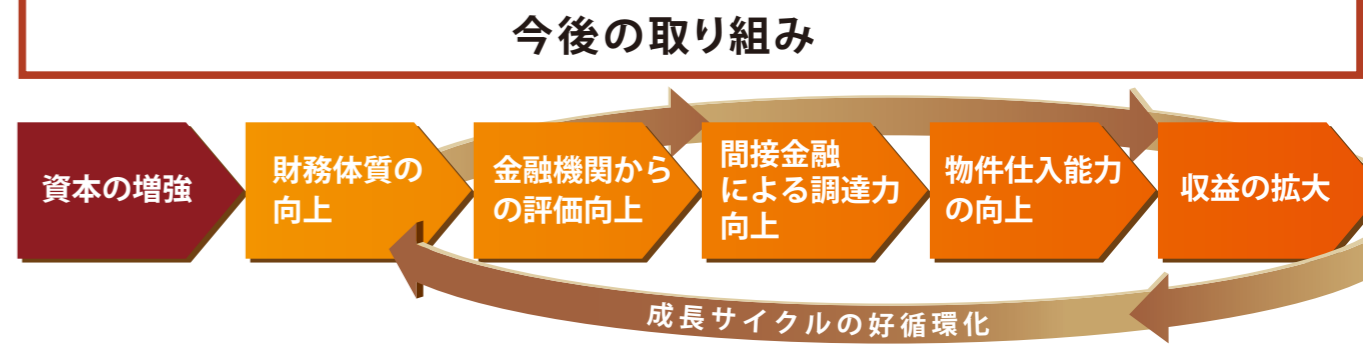 今後の取り組み
資本の増強
財務体質の
向上
金融機関から
の評価向上
間接金融
による調達力
向上
物件仕入能力
の向上
収益の拡大
成長サイクルの好循環化